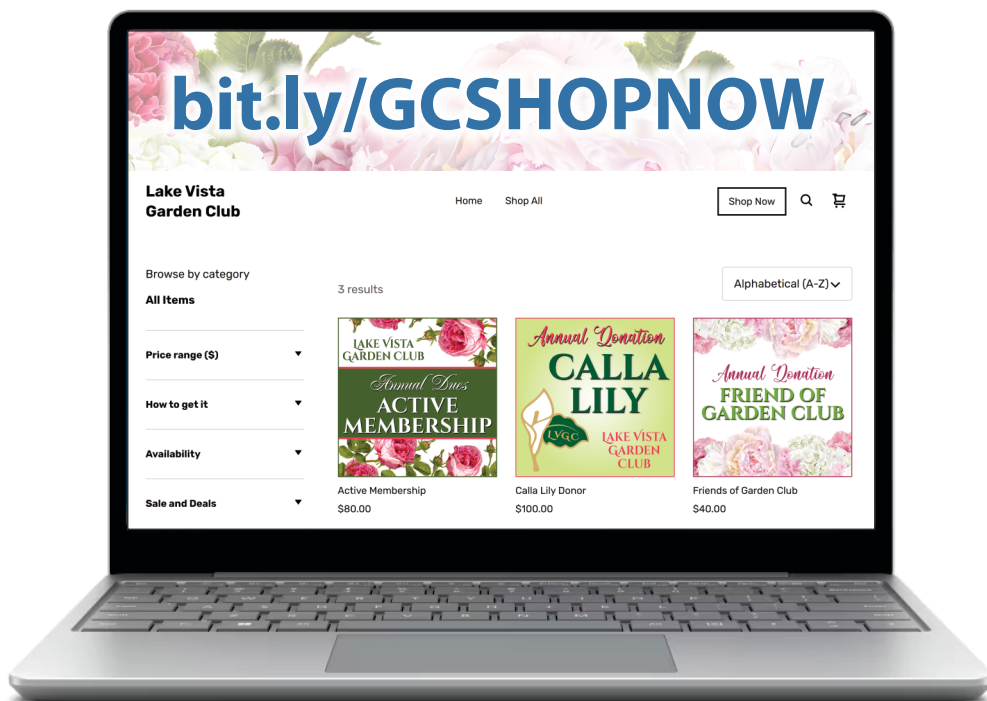 bit.ly/GCSHOPNOW
Lake Vista
Garden Club
Home
Shop All
Shop Now
Browse by category
All Items
3 results
Alphabetical (A-Z)
Price range ($)
How to get it
Availability
Sale and Deals
LAKE VISTA
GARDEN CLUB
Annual Dues
ACTIVE
MEMBERSHIP
Active Membership
$80.00
Annual Donation
CALLA
LILY
LVGC
LAKE VISTA
GARDEN
CLUB
Calla Lily Donor
$100.00
Annual Donation
FRIEND OF
GARDEN CLUB
Friends of Garden Club
$40.00